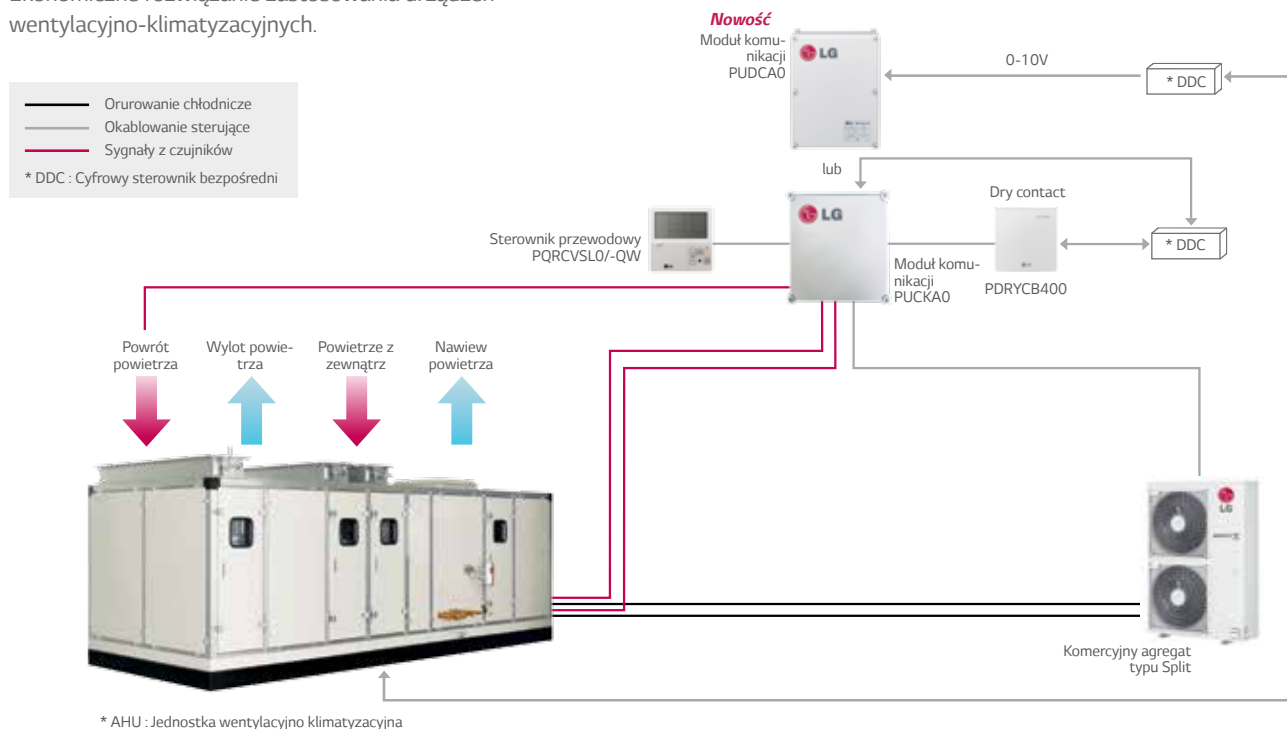 wentylacyjno-klimatyzacyjnych.
Orurowanie chłodnicze
Okablowanie sterujące
Sygnały z czujników
* DDC : Cyfrowy sterownik bezpośredni
Nowość
Moduł komu-
nikacji
PUDCA0
LG
0-10V
* DDC
lub
Sterownik przewodowy
PQRCVSL0/-QW
LG
Moduł komu-
nikacji
PUCKA0
Dry contact
PDRYCB400
* DDC
Powrót
powietrza
Wylot powie-
trza
Powietrze z
zewnątrz
Nawiew
powietrza
LG
Komercyjny agregat
typu Split
* AHU : Jednostka wentylacyjno klimatyzacyjna